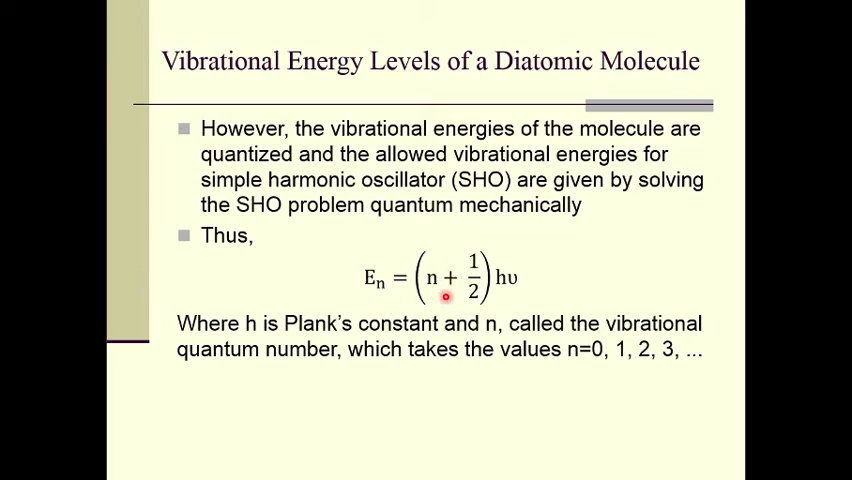 Vibrational Energy Levels of a Diatomic Molecule
However, the vibrational energies of the molecule are
quantized and the allowed vibrational energies for
simple harmonic oscillator (SHO) are given by solving
the SHO problem quantum mechanically
Thus,
Eₙ = (n + 1/2) hυ
Where h is Plank's constant and n, called the vibrational
quantum number, which takes the values n=0, 1, 2, 3, ...